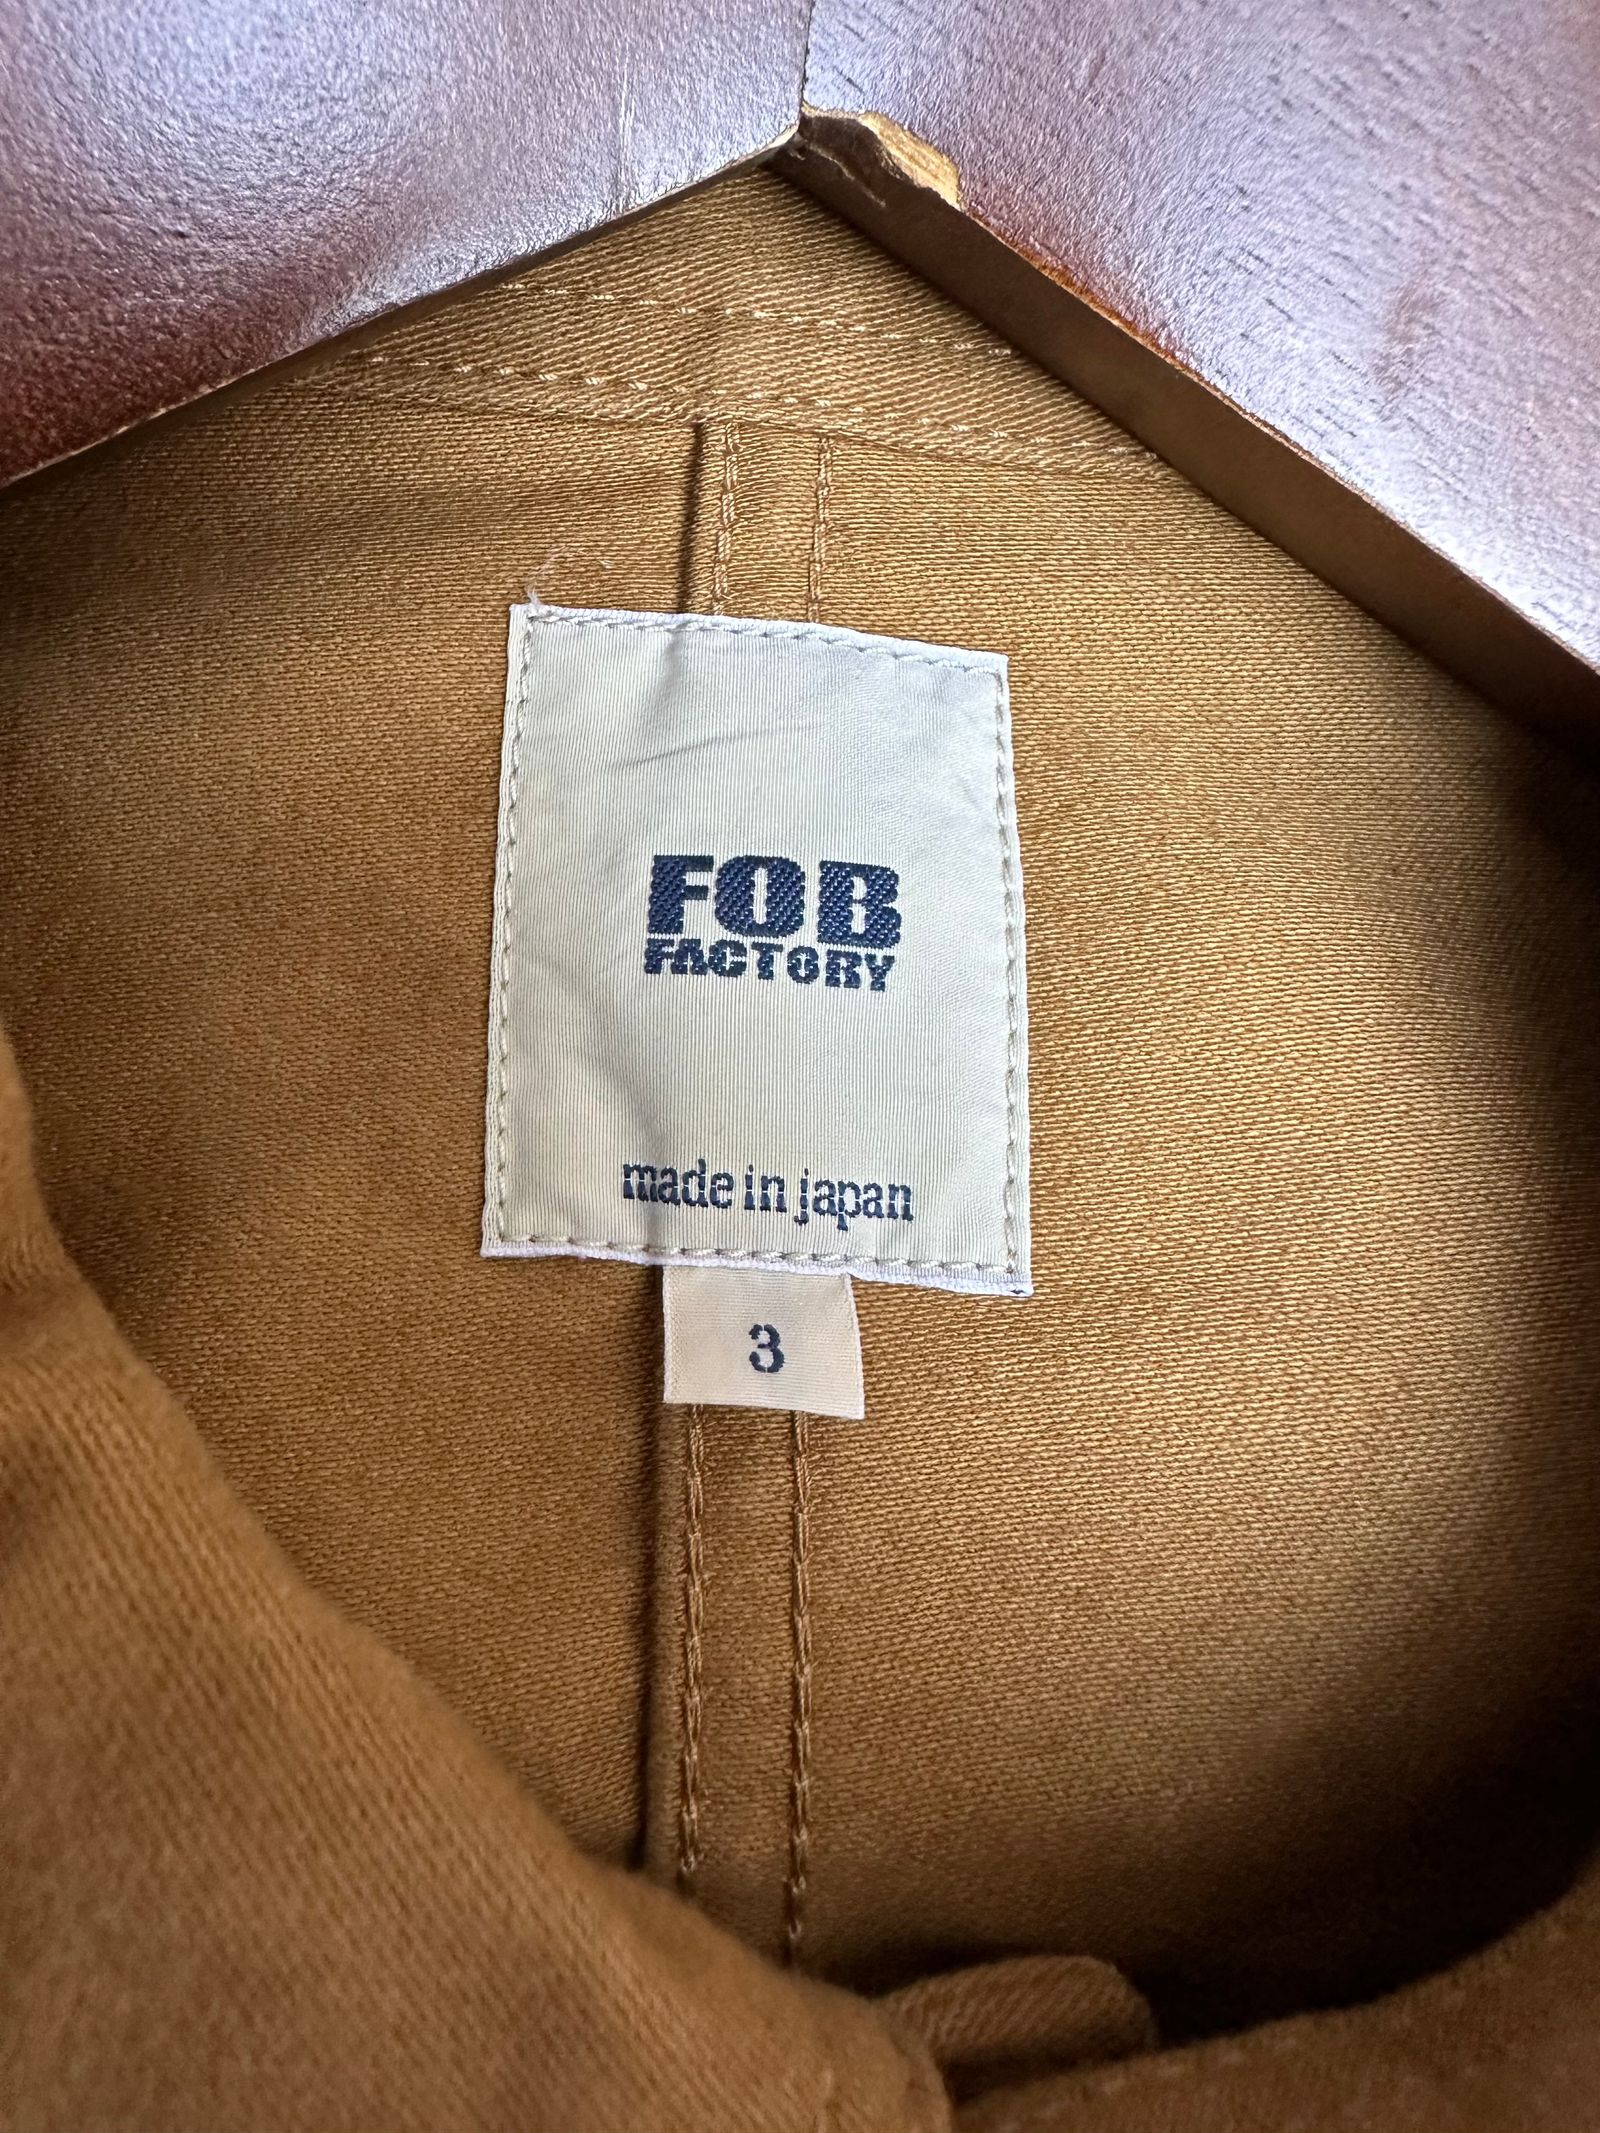 FOB
FACTORY
made in japan
3